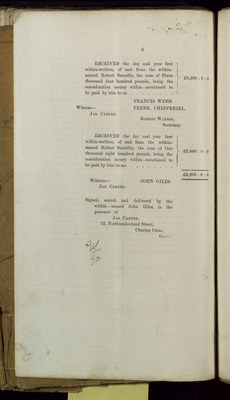 8
RECEIVED the day and year first
within-written, of and from the within-
named Robert Smeathy, the sum of Three
thousand four hundred pounds, being the
consideration money within-mentioned to
be paid by him to us . . . . .
£3,400 : 0 : 0
FRANCIS WEBB.
Witness— FREDK. CHIPPERIEL
JAS. CARTER.
ROBERT WATSON,
RECEIVED the day and year first
within-written, of and from the within-
named Robert Smeathy, the sum of One
thousand eight hundred pounds, being the
consideration money within-mentioned to
be paid by him to me . . . . .
£1,800 : 0 : 0
£5,200 : 0 : 0
Witness— JOHN GILES.
JAS. CARTER.
Signed, sealed, and delivered by the
within-named John Giles, in the
presence of
JAS. CARTER,
12, Northumberland Street,
Charing Cross,